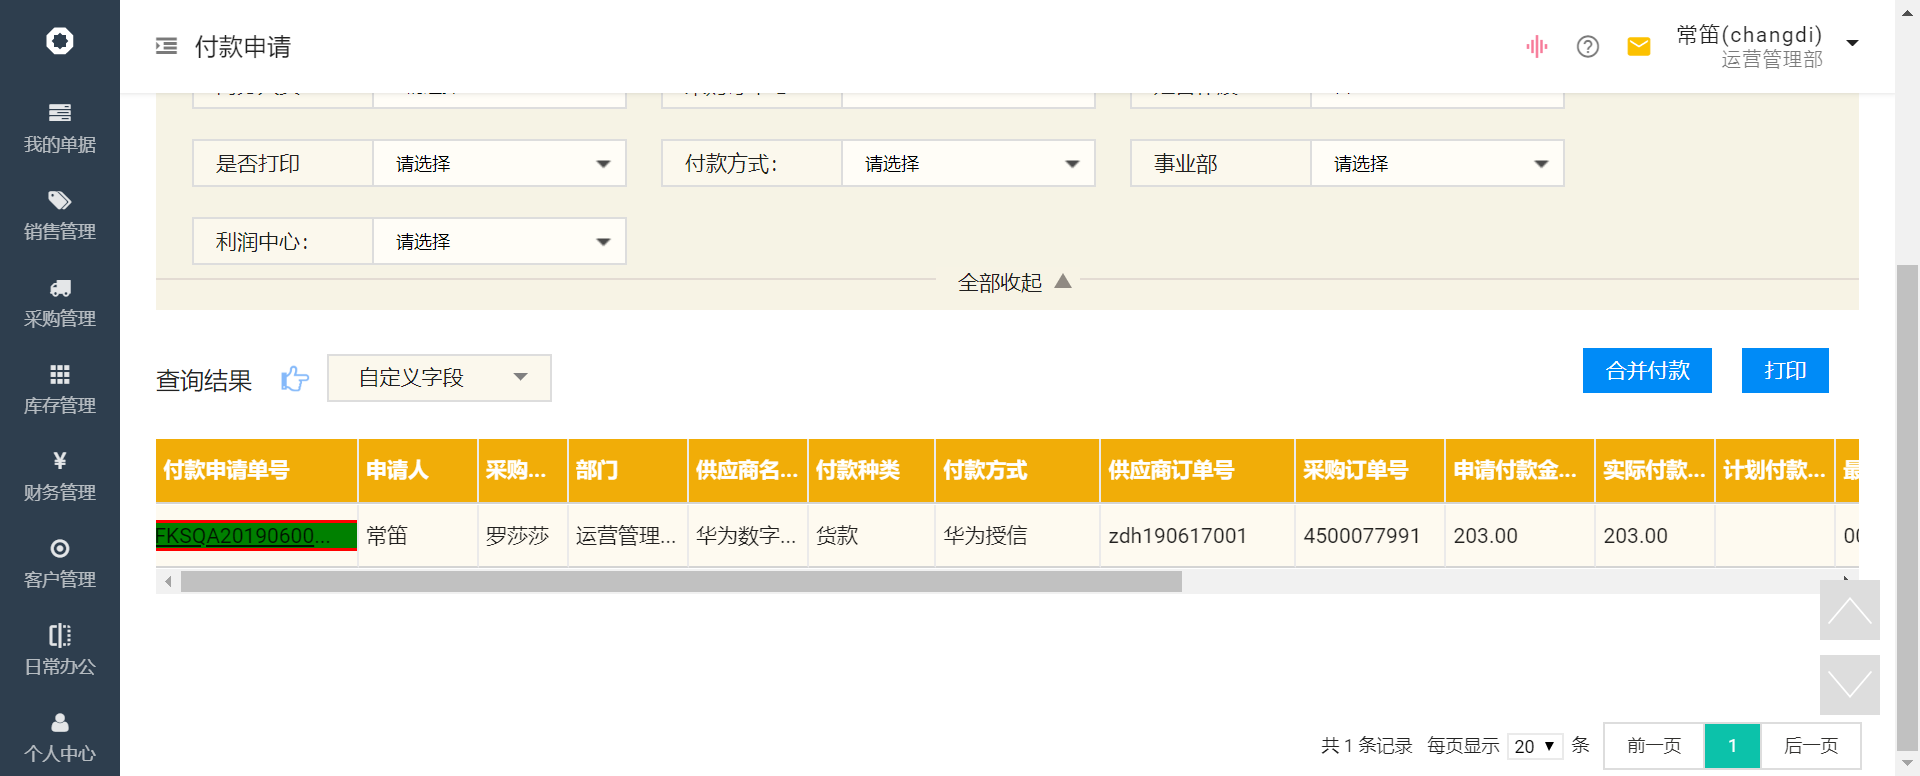 付款申请
常笛(changdi)
运营管理部
我的单据
销售管理
采购管理
库存管理
财务管理
客户管理
日常办公
个人中心
是否打印 请选择
付款方式： 请选择
事业部 请选择
利润中心： 请选择
全部收起
查询结果 自定义字段 合并付款 打印
付款申请单号 申请人 采购... 部门 供应商名... 付款种类 付款方式 供应商订单号 采购订单号 申请付款金... 实际付款... 计划付款... 最
FKSQA20190600... 常笛 罗莎莎 运营管理... 华为数字... 货款 华为授信 zdh190617001 4500077991 203.00 203.00
共 1 条记录 每页显示 20 条 前一页 1 后一页